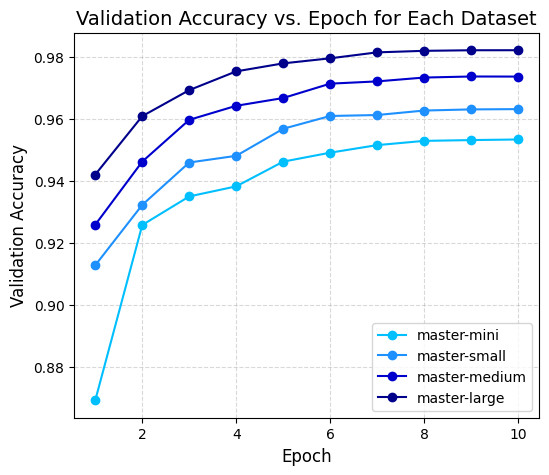 Validation Accuracy vs. Epoch for Each Dataset
Validation Accuracy
0.98
0.96
0.94
0.92
0.90
0.88
2
4
6
8
10
Epoch
master-mini
master-small
master-medium
master-large